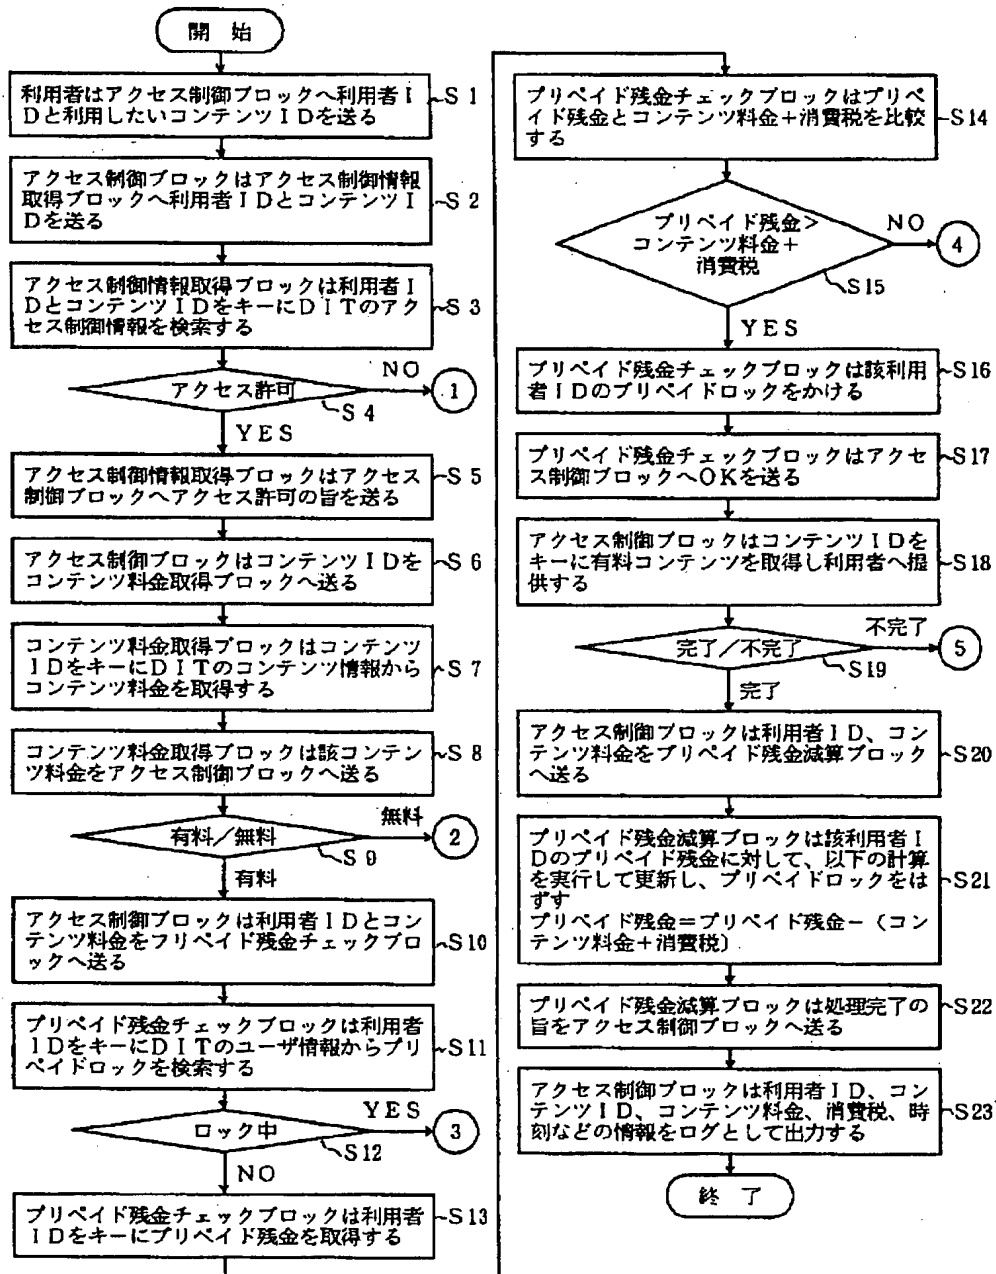 開 始
利用者はアクセス制御ブロックへ利用者I
Dと利用したいコンテンツIDを送る
S1
アクセス制御ブロックはアクセス制御情報
取得ブロックへ利用者IDとコンテンツI
Dを送る
S2
アクセス制御情報取得ブロックは利用者I
DとコンテンツIDをキーにDITのアク
セス制御情報を検索する
S3
アクセス許可
NO
1
S4
YES
アクセス制御情報取得ブロックはアクセス
制御ブロックへアクセス許可の旨を送る
S5
アクセス制御ブロックはコンテンツIDを
コンテンツ料金取得ブロックへ送る
S6
コンテンツ料金取得ブロックはコンテンツ
IDをキーにDITのコンテンツ情報から
コンテンツ料金を取得する
S7
コンテンツ料金取得ブロックは該コンテン
ツ料金をアクセス制御ブロックへ送る
S8
有料/無料
無料
2
S9
有料
アクセス制御ブロックは利用者IDとコン
テンツ料金をプリペイド残金チェックブロ
ックへ送る
S10
プリペイド残金チェックブロックは利用者
IDをキーにDITのユーザ情報からプリ
ペイドロックを検索する
S11
ロック中
YES
3
S12
NO
プリペイド残金チェックブロックは利用者
IDをキーにプリペイド残金を取得する
S13
プリペイド残金チェックブロックはプリペ
イド残金とコンテンツ料金+消費税を比較
する
S14
プリペイド残金>
コンテンツ料金+
消費税
NO
4
S15
YES
プリペイド残金チェックブロックは該利用
者IDのプリペイドロックをかける
S16
プリペイド残金チェックブロックはアクセ
ス制御ブロックへOKを送る
S17
アクセス制御ブロックはコンテンツIDを
キーに有料コンテンツを取得し利用者へ提
供する
S18
完了/不完了
不完了
5
S19
完了
アクセス制御ブロックは利用者ID、コン
テンツ料金をプリペイド残金減算ブロック
へ送る
S20
プリペイド残金減算ブロックは該利用者I
Dのプリペイド残金に対して、以下の計算
を実行して更新し、プリペイドロックをは
ずす
プリペイド残金=プリペイド残金-(コン
テンツ料金+消費税)
S21
プリペイド残金減算ブロックは処理完了の
旨をアクセス制御ブロックへ送る
S22
アクセス制御ブロックは利用者ID、コン
テンツID、コンテンツ料金、消費税、時
刻などの情報をログとして出力する
S23
終 了